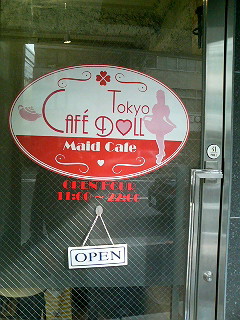 Tokyo
CAFÉ DOLL
Maid Cafe
OPEN HOUR
11:00～22:00
OPEN